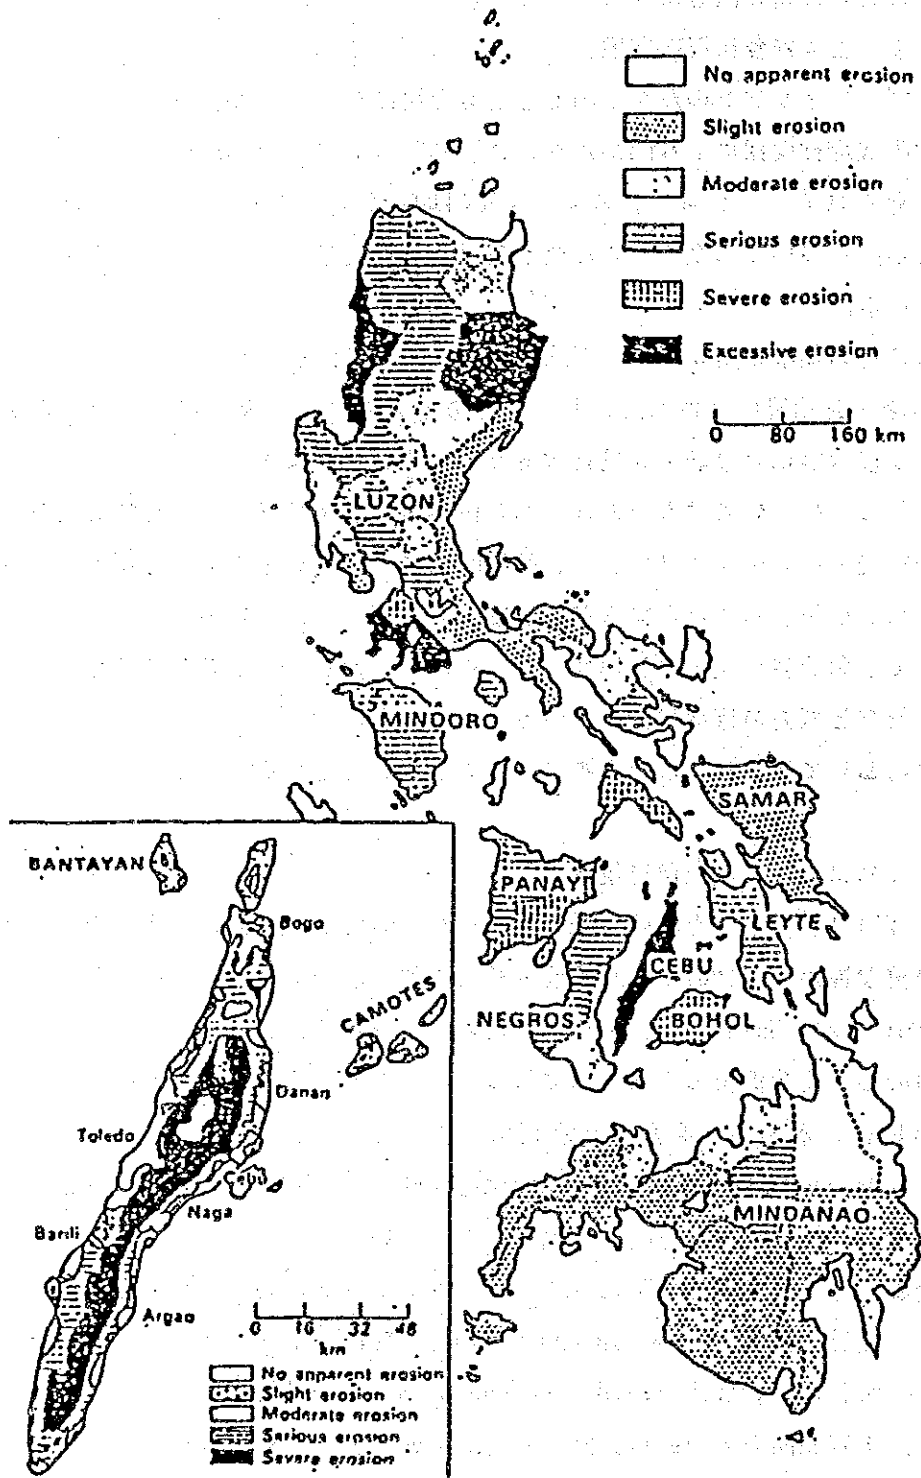 No apparent erosion
Slight erosion
Moderate erosion
Serious erosion
Severe erosion
Excessive erosion
0 80 160 km
LUZON
MINDORO
SAMAR
PANAY
LEYTE
CEBU
NEGROS
BOHOL
MINDANAO
BANTAYAN
Bogo
CAMOTES
Danan
Toledo
Cebu
Naga
Barili
Argao
0 16 32 48
km
No apparent erosion
Slight erosion
Moderate erosion
Serious erosion
Severe erosion